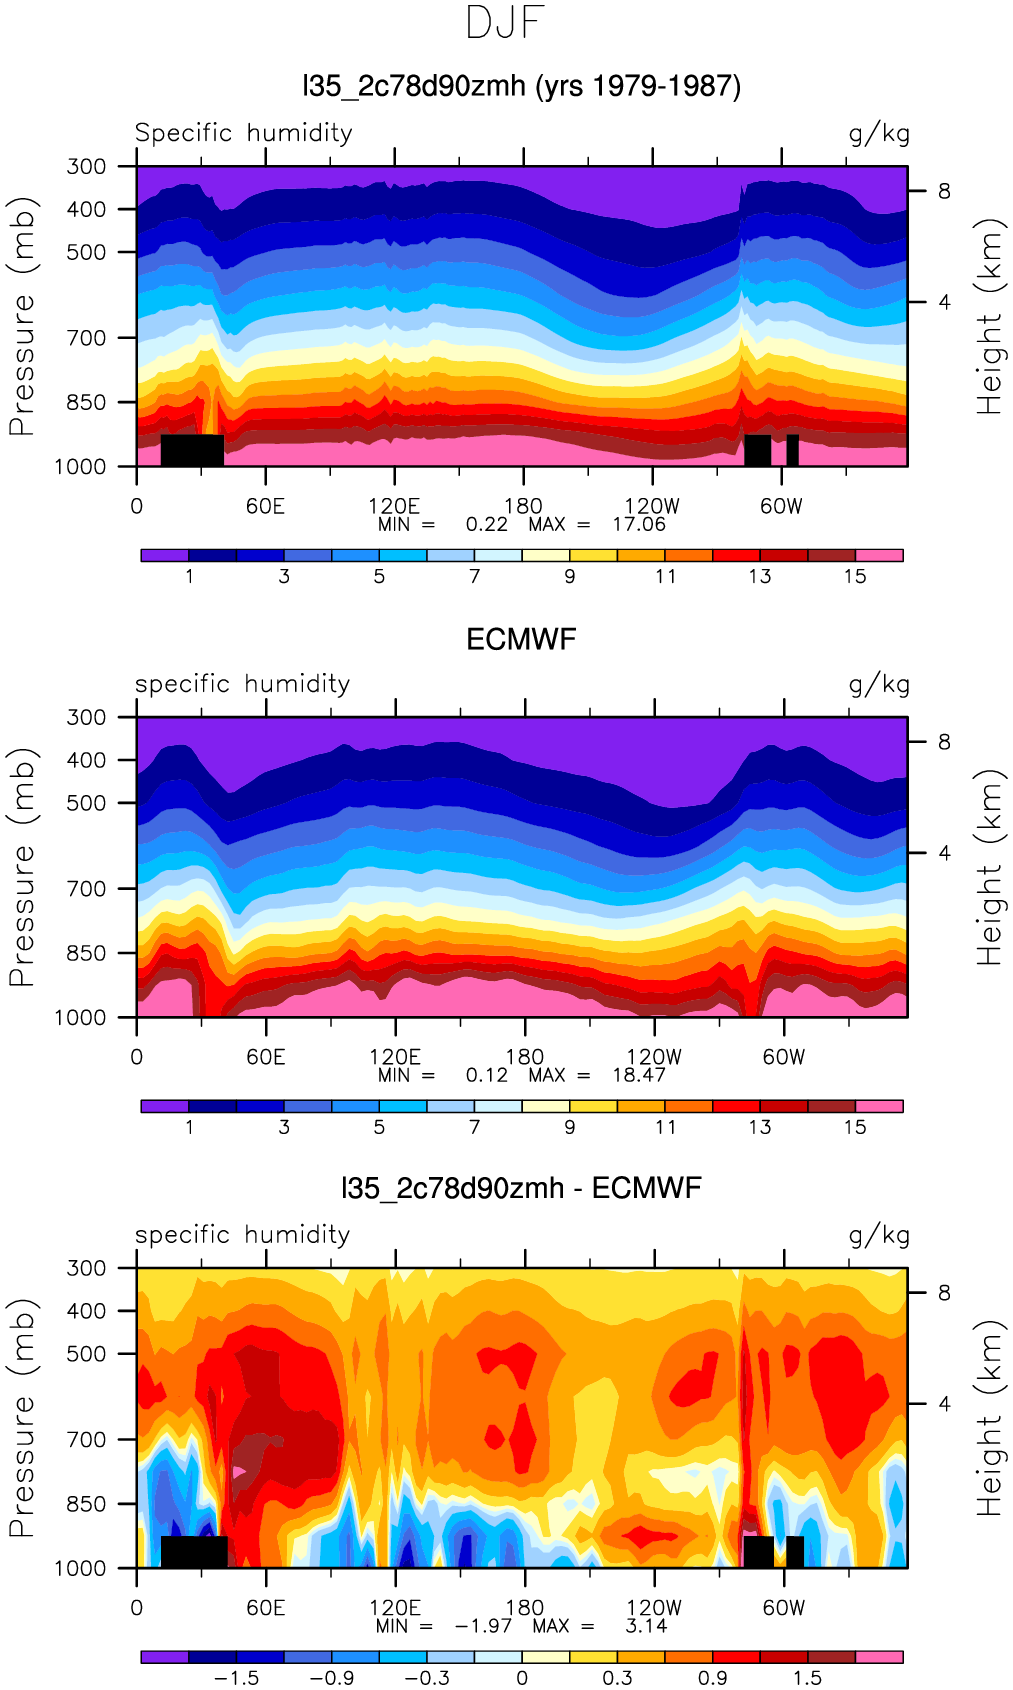 DJF
l35_2c78d90zmh (yrs 1979-1987)
Specific humidity g/kg
Pressure (mb)
300
400
500
700
850
1000
8
4
Height (km)
0 60E 120E 180 120W 60W
MIN = 0.22 MAX = 17.06
1 3 5 7 9 11 13 15
ECMWF
specific humidity g/kg
Pressure (mb)
300
400
500
700
850
1000
8
4
Height (km)
0 60E 120E 180 120W 60W
MIN = 0.12 MAX = 18.47
1 3 5 7 9 11 13 15
l35_2c78d90zmh - ECMWF
specific humidity g/kg
Pressure (mb)
300
400
500
700
850
1000
8
4
Height (km)
0 60E 120E 180 120W 60W
MIN = -1.97 MAX = 3.14
-1.5 -0.9 -0.3 0 0.3 0.9 1.5